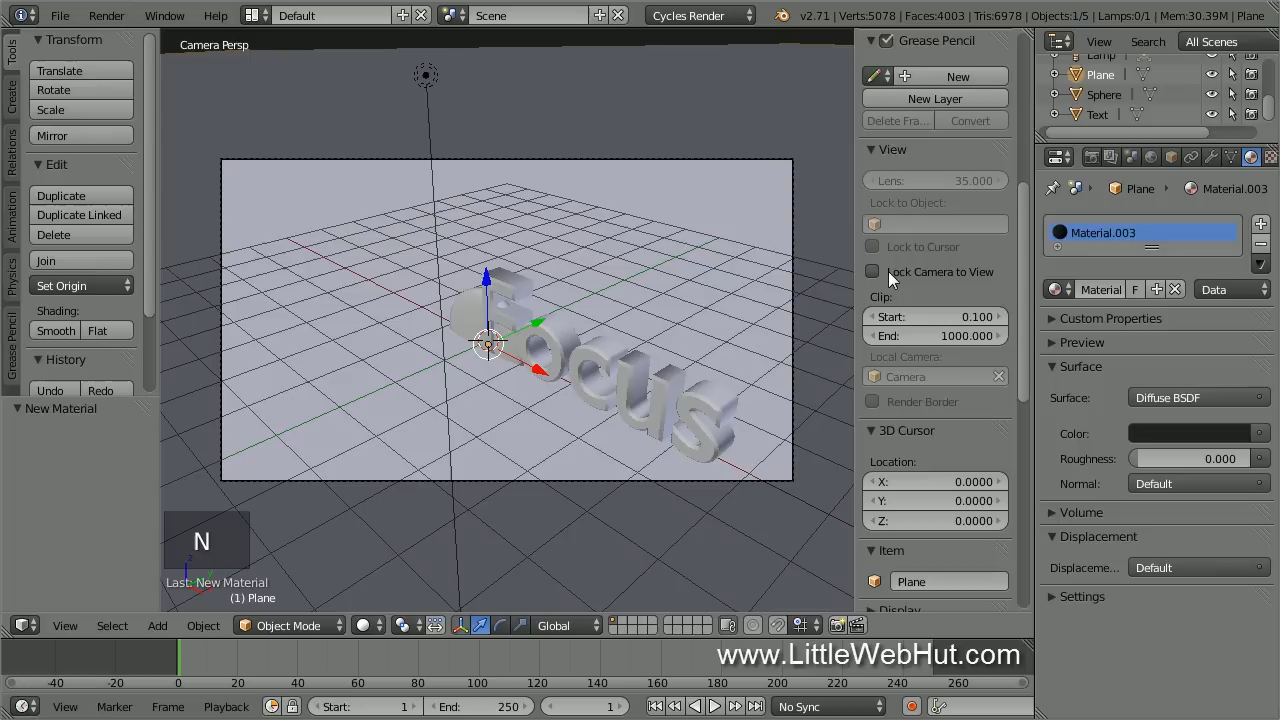 File Render Window Help Default Scene Cycles Render v2.71 | Verts:5078 | Faces:4003 | Tris:6978 | Objects:1/5 | Lamps:0/1 | Mem:30.39M | Plane
Tools
Create
Relations
Animation
Physics
Grease Pencil
Transform
Translate
Rotate
Scale
Mirror
Edit
Duplicate
Duplicate Linked
Delete
Join
Set Origin
Shading:
Smooth Flat
History
Undo Redo
New Material
Camera Persp
Focus
N
Last: New Material
(1) Plane
Grease Pencil
New
New Layer
Delete Fra... Convert
View
Lens: 35.000
Lock to Object:
Lock to Cursor
Lock Camera to View
Clip:
Start: 0.100
End: 1000.000
Local Camera:
Camera
Render Border
3D Cursor
Location:
X: 0.0000
Y: 0.0000
Z: 0.0000
Item
Plane
Display
View Search All Scenes
Lamp
Plane
Sphere
Text
Plane Material.003
Material.003
Material F Data
Custom Properties
Preview
Surface
Surface: Diffuse BSDF
Color:
Roughness: 0.000
Normal: Default
Volume
Displacement
Displaceme... Default
Settings
View Select Add Object Object Mode Global
www.LittleWebHut.com
-40 -20 0 20 40 60 80 100 120 140 160 180 200 220 240 260
View Marker Frame Playback Start: 1 End: 250 1 No Sync